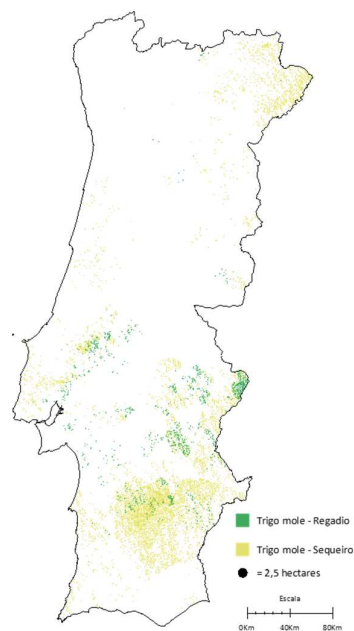 Trigo mole - Regadio
Trigo mole - Sequeiro
= 2,5 hectares
Escala
0Km 40Km 80Km